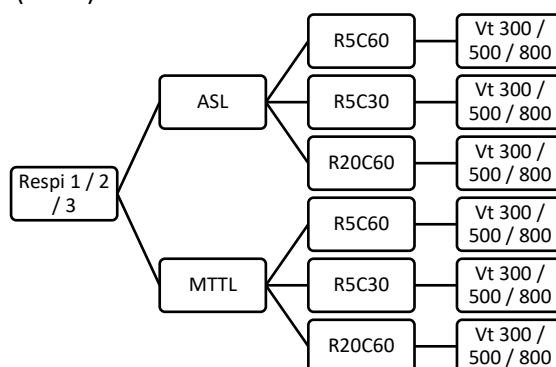 R5C60
Vt 300 /
500 / 800
ASL
R5C30
Vt 300 /
500 / 800
R20C60
Vt 300 /
500 / 800
Respi 1 / 2
/ 3
R5C60
Vt 300 /
500 / 800
MTTL
R5C30
Vt 300 /
500 / 800
R20C60
Vt 300 /
500 / 800